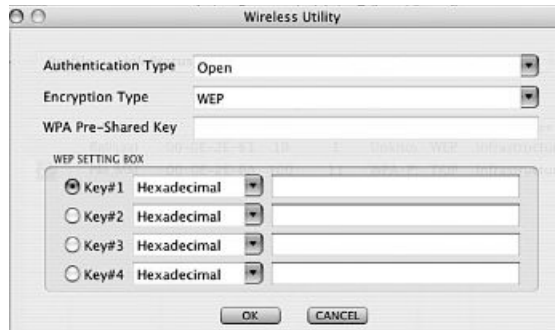 Wireless Utility
Authentication Type Open
Encryption Type WEP
WPA Pre-Shared Key
WEP SETTING BOX
Key#1 Hexadecimal
Key#2 Hexadecimal
Key#3 Hexadecimal
Key#4 Hexadecimal
OK CANCEL